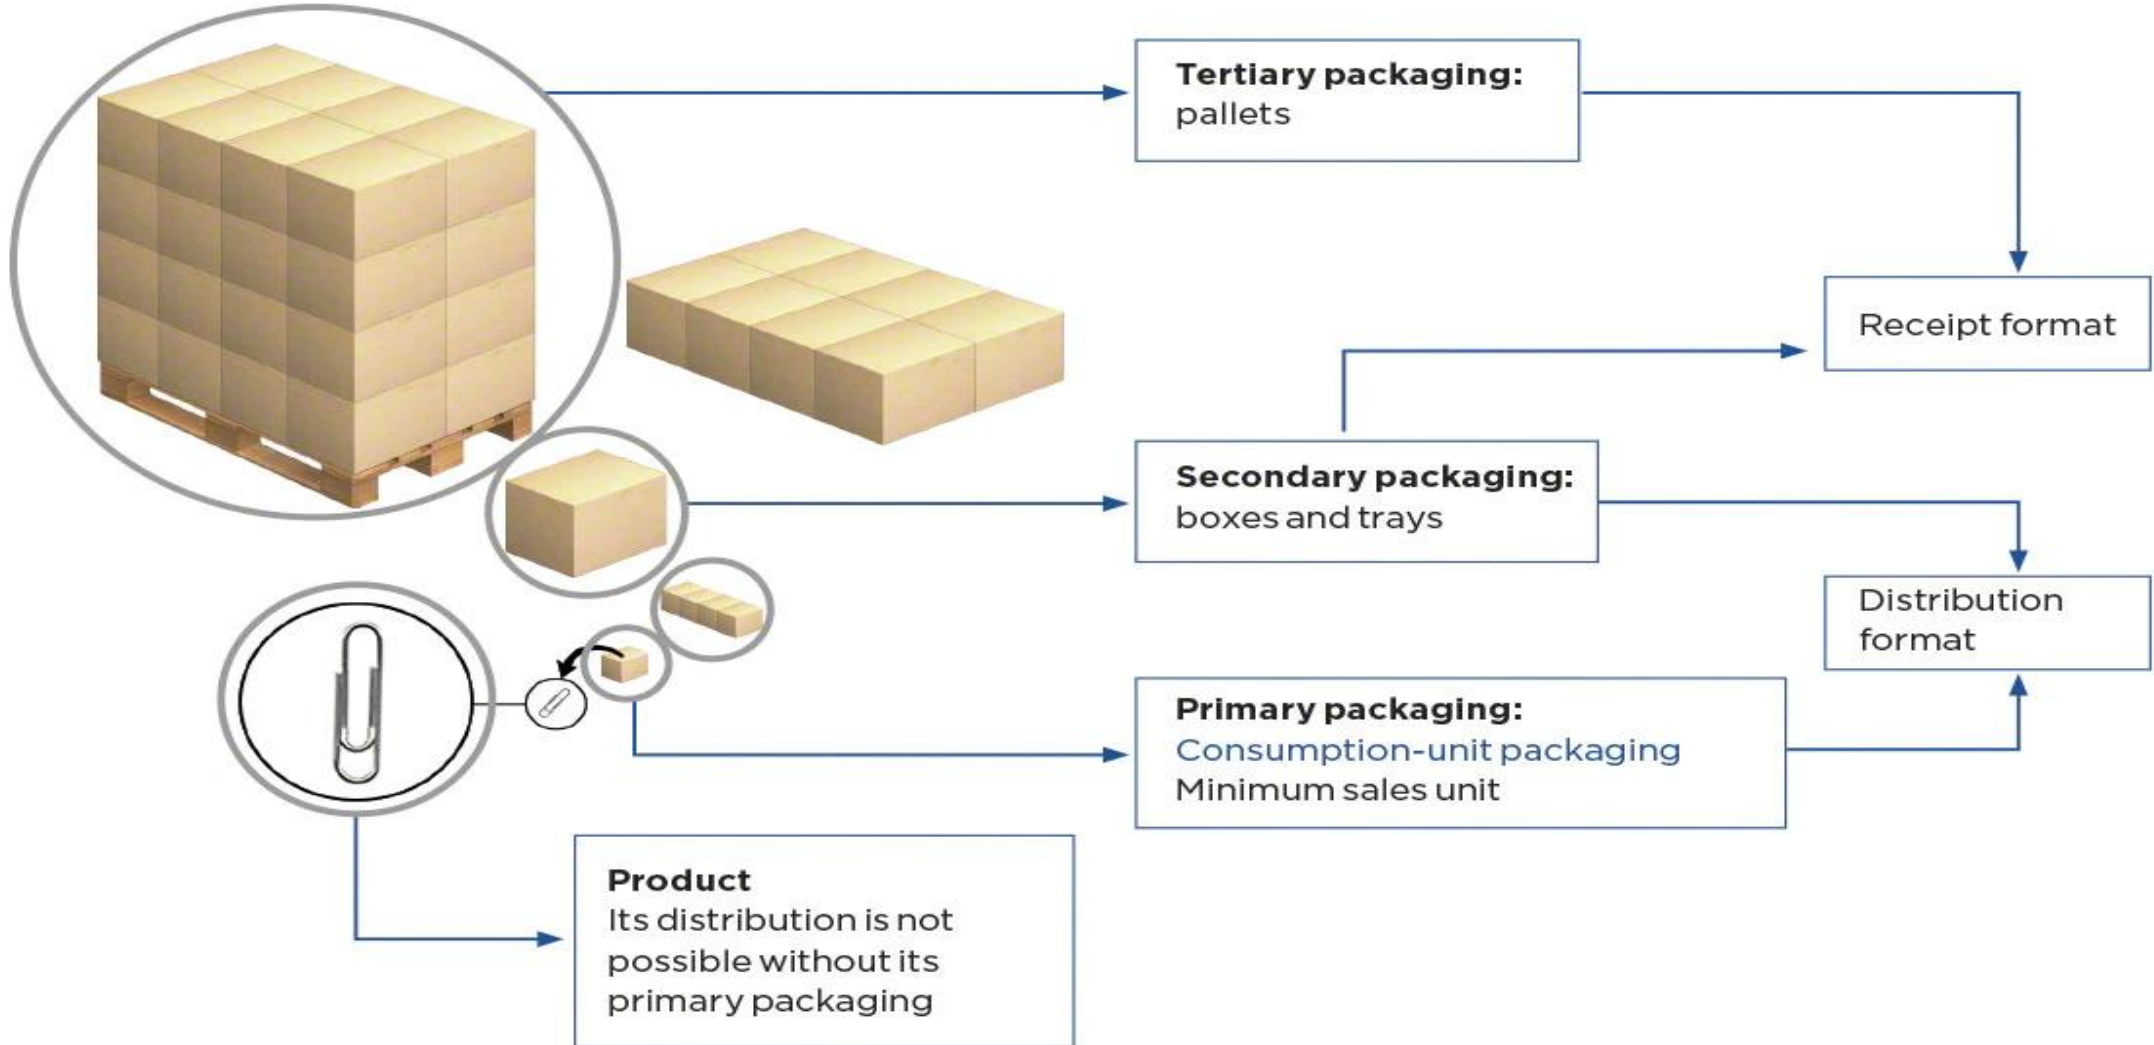 Tertiary packaging:
pallets
Receipt format
Secondary packaging:
boxes and trays
Distribution
format
Primary packaging:
Consumption-unit packaging
Minimum sales unit
Product
Its distribution is not
possible without its
primary packaging